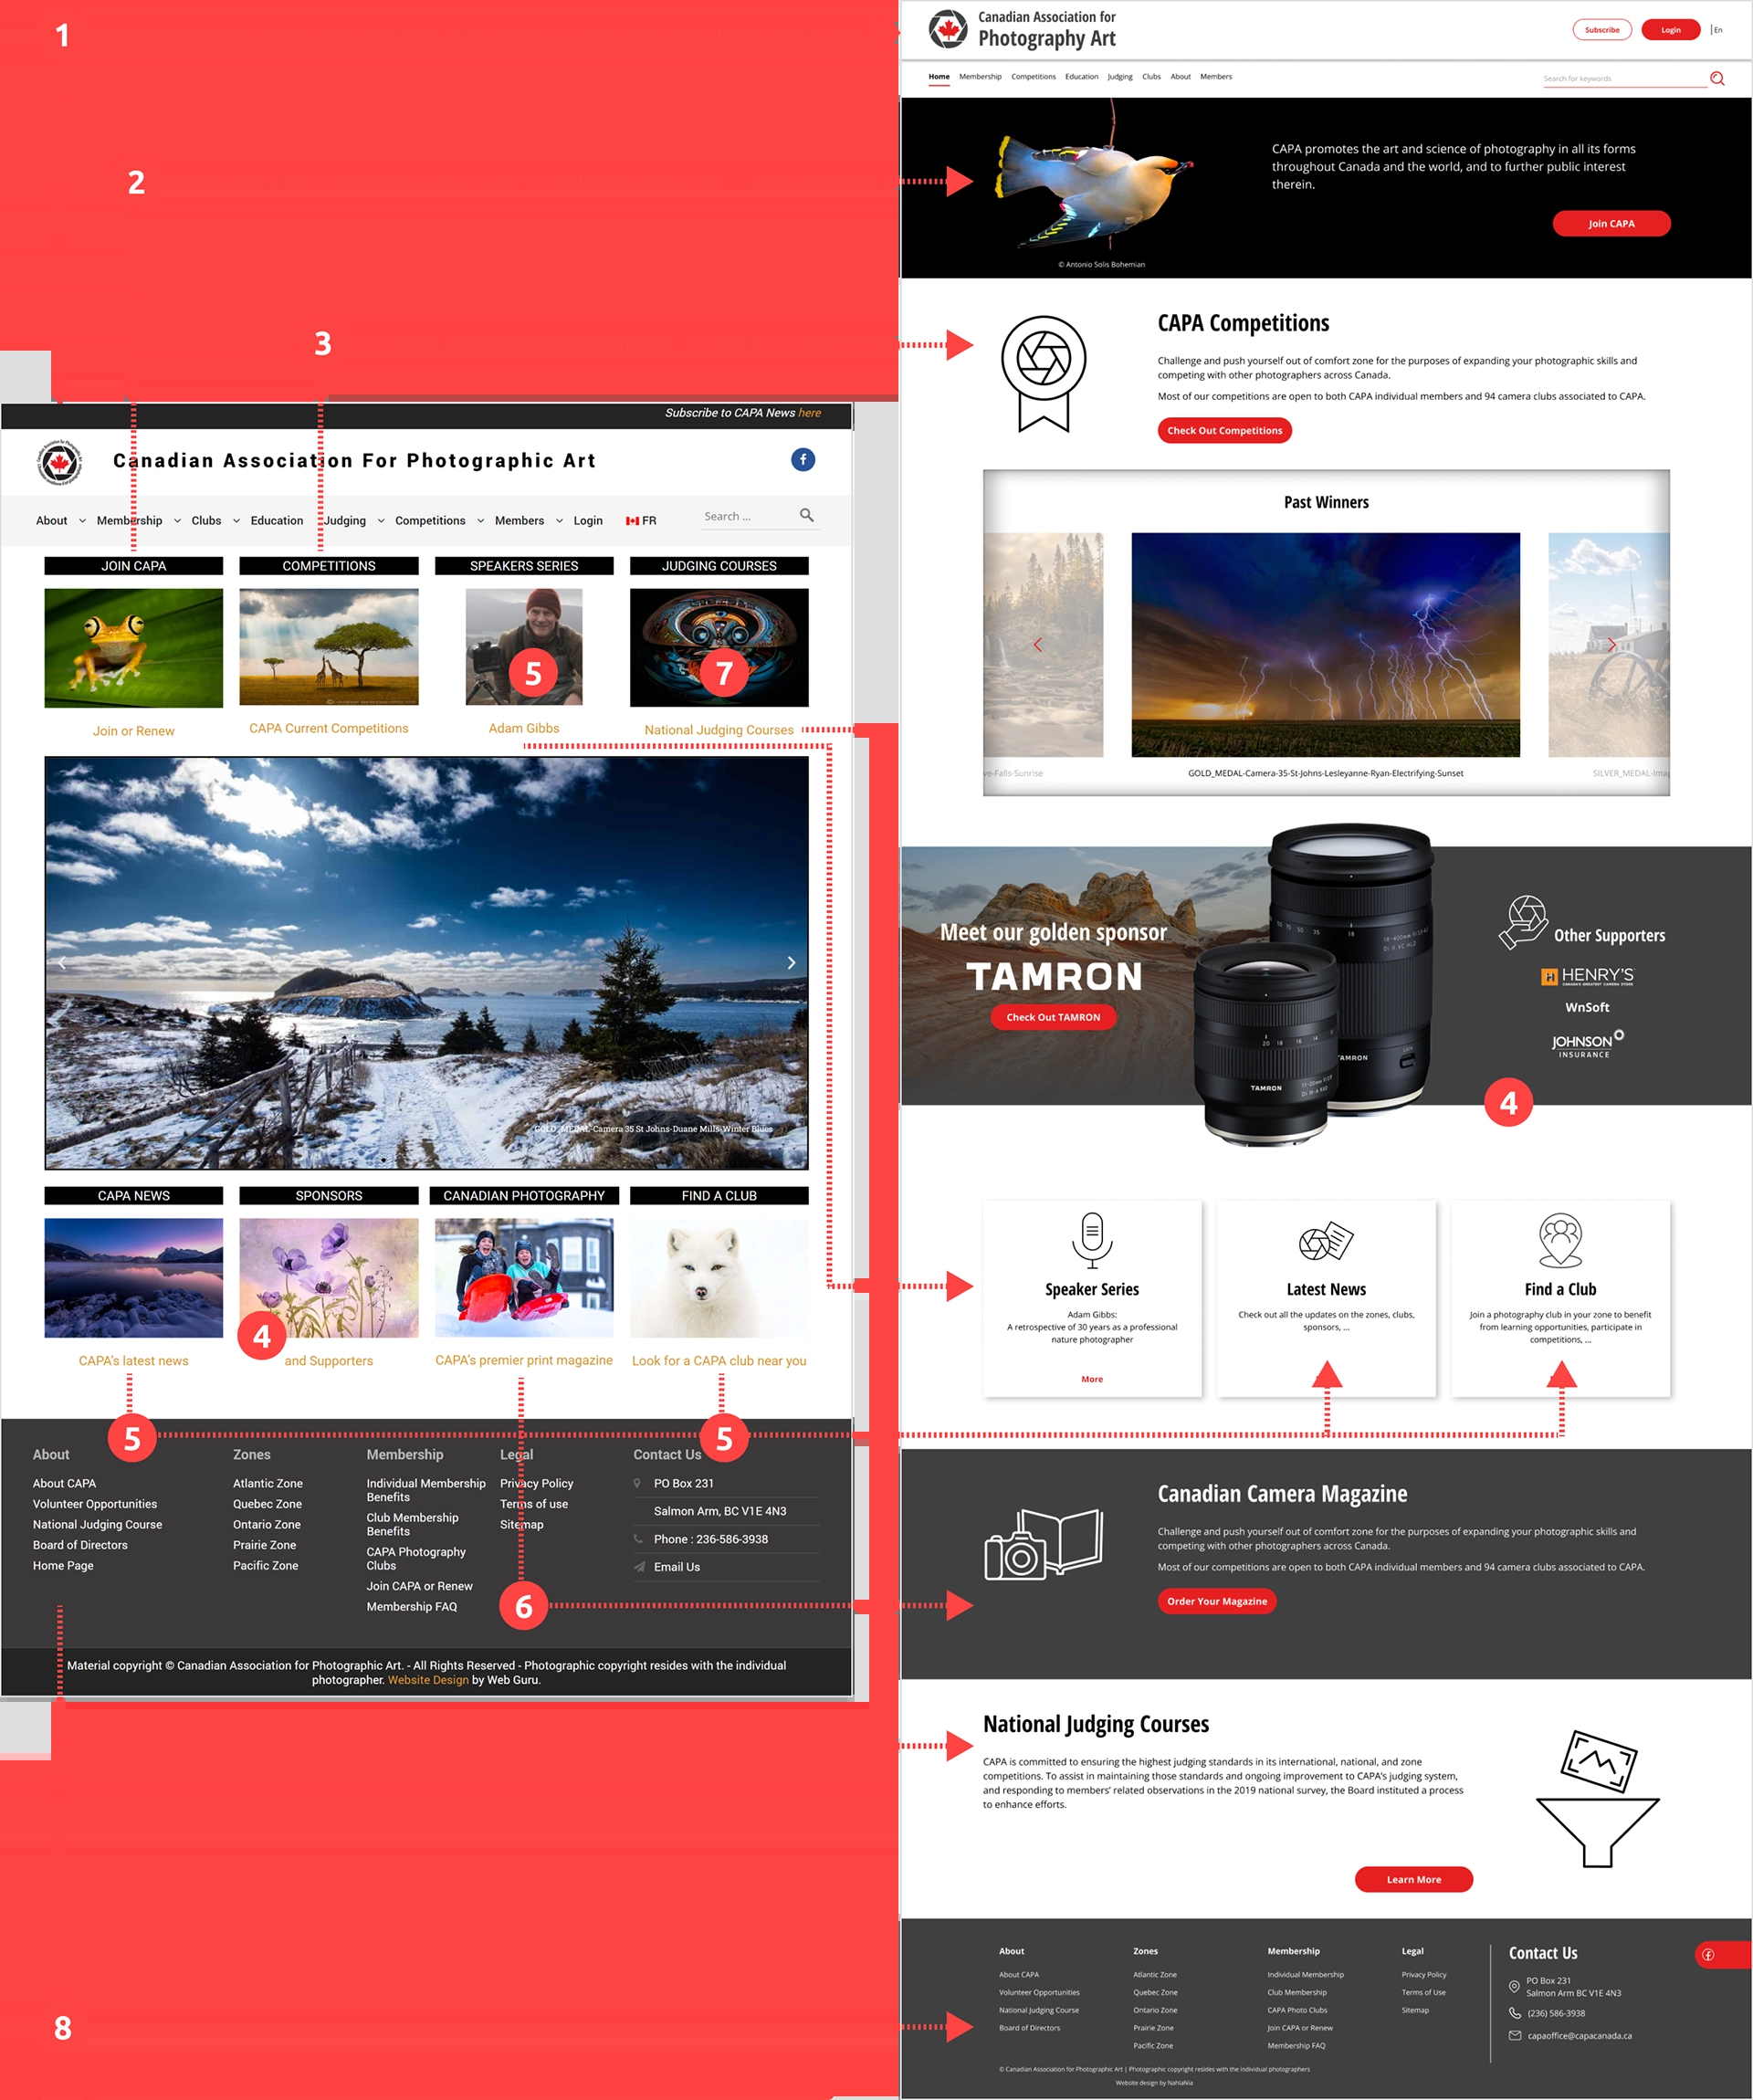 1
2
3
Subscribe to CAPA News here
Canadian Association For Photographic Art
About
Membership
Clubs
Education
Judging
Competitions
Members
Login
FR
Search ...
JOIN CAPA
COMPETITIONS
SPEAKERS SERIES
JUDGING COURSES
5
7
Join or Renew
CAPA Current Competitions
Adam Gibbs
National Judging Courses
GOLD_MEDAL-Camera 35 St Johns-Duane Mills-Winter Blues
CAPA NEWS
SPONSORS
CANADIAN PHOTOGRAPHY
FIND A CLUB
4
CAPA's latest news
and Supporters
CAPA's premier print magazine
Look for a CAPA club near you
5
5
About
About CAPA
Volunteer Opportunities
National Judging Course
Board of Directors
Home Page
Zones
Atlantic Zone
Quebec Zone
Ontario Zone
Prairie Zone
Pacific Zone
Membership
Individual Membership
Benefits
Club Membership
Benefits
CAPA Photography
Clubs
Join CAPA or Renew
Membership FAQ
Legal
Privacy Policy
Terms of use
Sitemap
Contact Us
PO Box 231
Salmon Arm, BC V1E 4N3
Phone : 236-586-3938
Email Us
6
Material copyright © Canadian Association for Photographic Art. - All Rights Reserved - Photographic copyright resides with the individual
photographer. Website Design by Web Guru.
8
Canadian Association for
Photography Art
Subscribe
Login
| En
Home
Membership
Competitions
Education
Judging
Clubs
About
Members
Search for keywords
CAPA promotes the art and science of photography in all its forms
throughout Canada and the world, and to further public interest
therein.
Join CAPA
© Antonio Solis Bohemian
CAPA Competitions
Challenge and push yourself out of comfort zone for the purposes of expanding your photographic skills and
competing with other photographers across Canada.
Most of our competitions are open to both CAPA individual members and 94 camera clubs associated to CAPA.
Check Out Competitions
Past Winners
ve-Falls-Sunrise
GOLD_MEDAL-Camera-35-St-Johns-Lesleyanne-Ryan-Electrifying-Sunset
SILVER_MEDAL-Ima
Meet our golden sponsor
TAMRON
Check Out TAMRON
TAMRON
TAMRON
Other Supporters
HENRY'S
CANADA'S GREATEST CAMERA STORE
WnSoft
JOHNSON
INSURANCE
4
Speaker Series
Adam Gibbs:
A retrospective of 30 years as a professional
nature photographer
More
Latest News
Check out all the updates on the zones, clubs,
sponsors, ...
Find a Club
Join a photography club in your zone to benefit
from learning opportunities, participate in
competitions, ...
Canadian Camera Magazine
Challenge and push yourself out of comfort zone for the purposes of expanding your photographic skills and
competing with other photographers across Canada.
Most of our competitions are open to both CAPA individual members and 94 camera clubs associated to CAPA.
Order Your Magazine
National Judging Courses
CAPA is committed to ensuring the highest judging standards in its international, national, and zone
competitions. To assist in maintaining those standards and ongoing improvement to CAPA's judging system,
and responding to members' related observations in the 2019 national survey, the Board instituted a process
to enhance efforts.
Learn More
About
About CAPA
Volunteer Opportunities
National Judging Course
Board of Directors
Zones
Atlantic Zone
Quebec Zone
Ontario Zone
Prairie Zone
Pacific Zone
Membership
Individual Membership
Club Membership
CAPA Photo Clubs
Join CAPA or Renew
Membership FAQ
Legal
Privacy Policy
Terms of Use
Sitemap
Contact Us
PO Box 231
Salmon Arm BC V1E 4N3
(236) 586-3938
capaoffice@capacanada.ca
© Canadian Association for Photographic Art | Photographic copyright resides with the individual photographers
Website design by NahlaNia